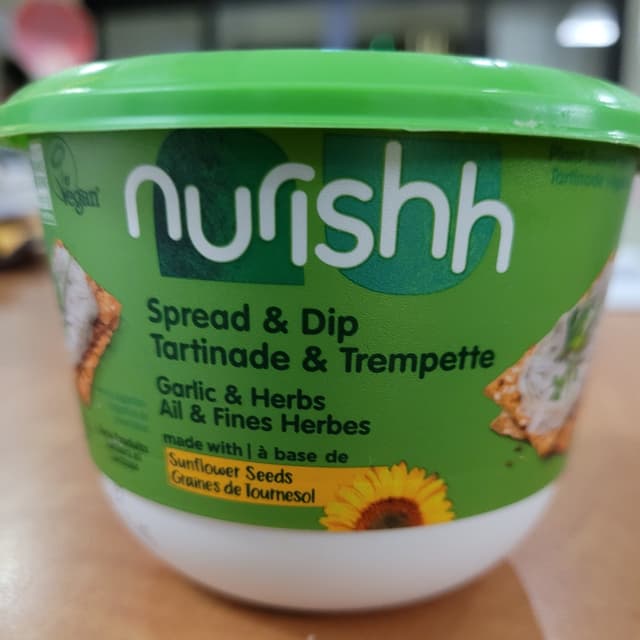 nurishh
Vegan
Spread & Dip
Tartinade & Trempette
Garlic & Herbs
Ail & Fines Herbes
made with | à base de
Sunflower Seeds
Graines de Tournesol